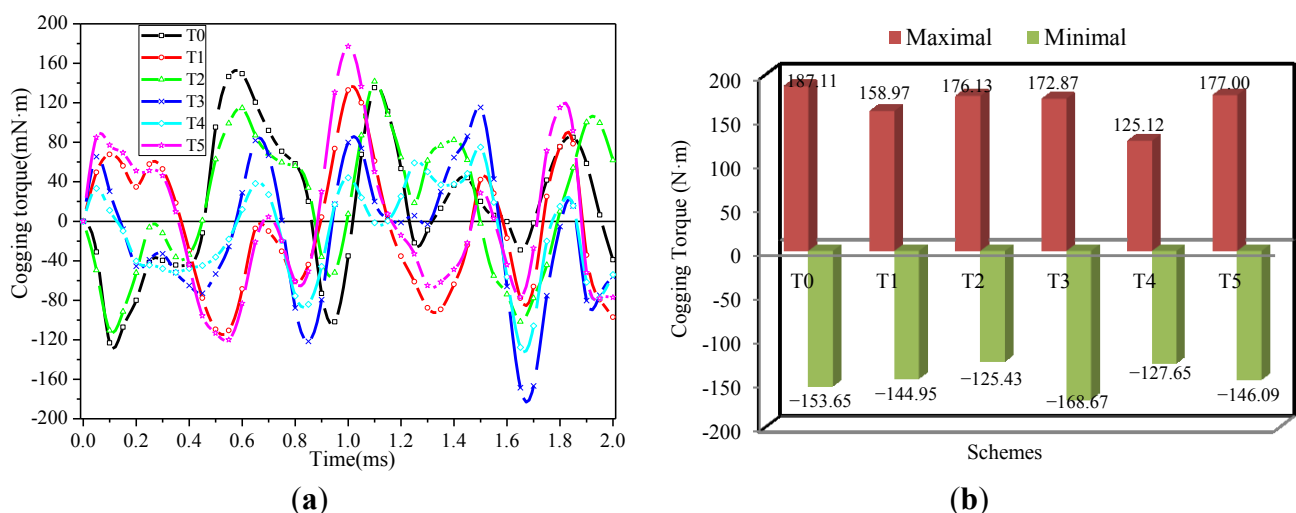 200
160
120
80
40
0
-40
-80
-120
-160
-200
Cogging torque(mN·m)
T0
T1
T2
T3
T4
T5
0.0 0.2 0.4 0.6 0.8 1.0 1.2 1.4 1.6 1.8 2.0
Time(ms)
(a)
Maximal Minimal
200
150
100
50
0
-50
-100
-150
-200
Cogging Torque (N·m)
187.11 158.97 176.13 172.87 125.12 177.00
T0 T1 T2 T3 T4 T5
−153.65 −144.95 −125.43 −168.67 −127.65 −146.09
Schemes
(b)